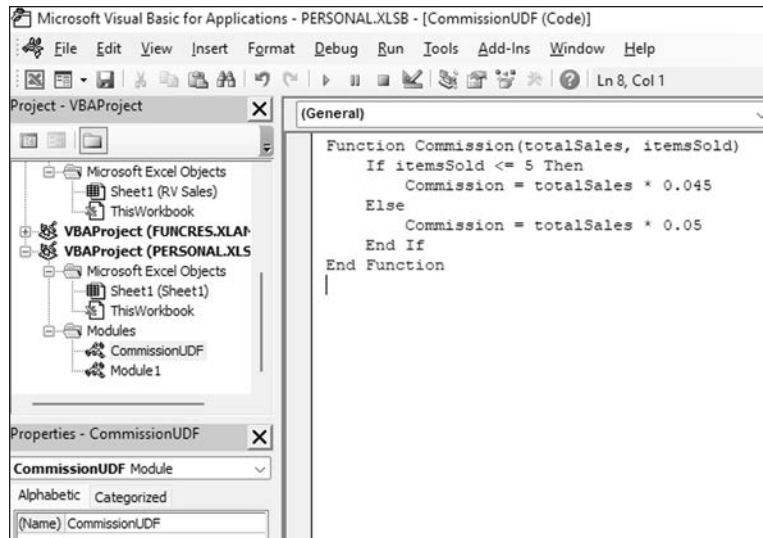 Microsoft Visual Basic for Applications - PERSONAL.XLSB - [CommissionUDF (Code)]
File Edit View Insert Format Debug Run Tools Add-Ins Window Help
Ln 8, Col 1
Project - VBAProject
Microsoft Excel Objects
Sheet1 (RV Sales)
ThisWorkbook
VBAProject (FUNCRES.XLAM
VBAProject (PERSONAL.XLS
Microsoft Excel Objects
Sheet1 (Sheet1)
ThisWorkbook
Modules
CommissionUDF
Module1
Properties - CommissionUDF
CommissionUDF Module
Alphabetic Categorized
(Name) CommissionUDF
(General)
Function Commission(totalSales, itemsSold)
If itemsSold <= 5 Then
Commission = totalSales * 0.045
Else
Commission = totalSales * 0.05
End If
End Function